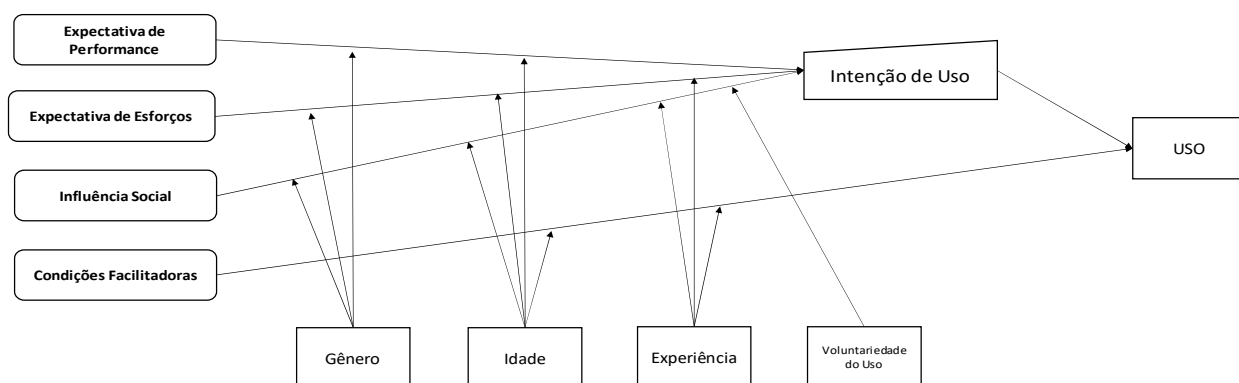 Expectativa de
Performance
Intenção de Uso
Expectativa de Esforços
USO
Influência Social
Condições Facilitadoras
Gênero
Idade
Experiência
Voluntariedade
do Uso